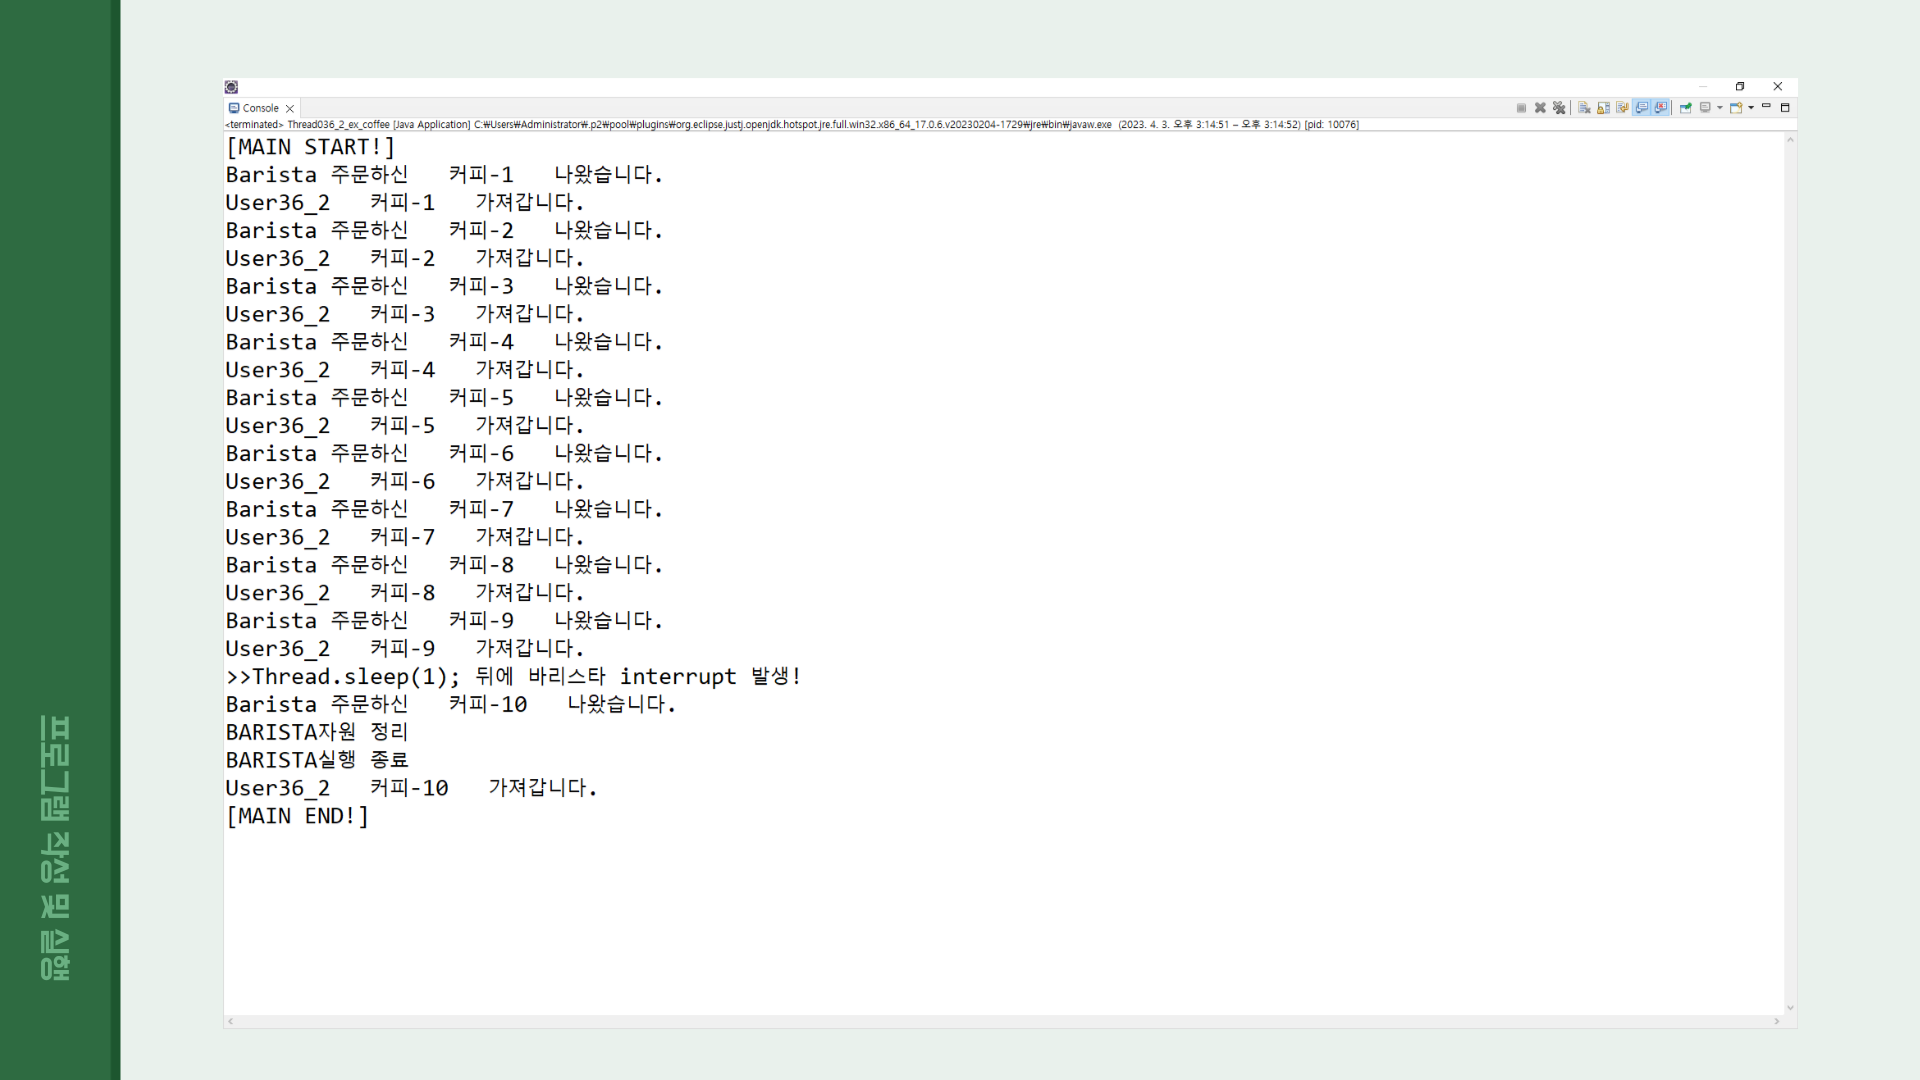 Console
<terminated> Thread036_2_ex_coffee [Java Application] C:₩Users₩Administrator₩.p2₩pool₩plugins₩org.eclipse.justj.openjdk.hotspot.jre.full.win32.x86_64_17.0.6.v20230204-1729₩jre₩bin₩javaw.exe (2023. 4. 3. 오후 3:14:51 – 오후 3:14:52) [pid: 10076]
[MAIN START!]
Barista 주문하신 커피-1 나왔습니다.
User36_2 커피-1 가져갑니다.
Barista 주문하신 커피-2 나왔습니다.
User36_2 커피-2 가져갑니다.
Barista 주문하신 커피-3 나왔습니다.
User36_2 커피-3 가져갑니다.
Barista 주문하신 커피-4 나왔습니다.
User36_2 커피-4 가져갑니다.
Barista 주문하신 커피-5 나왔습니다.
User36_2 커피-5 가져갑니다.
Barista 주문하신 커피-6 나왔습니다.
User36_2 커피-6 가져갑니다.
Barista 주문하신 커피-7 나왔습니다.
User36_2 커피-7 가져갑니다.
Barista 주문하신 커피-8 나왔습니다.
User36_2 커피-8 가져갑니다.
Barista 주문하신 커피-9 나왔습니다.
User36_2 커피-9 가져갑니다.
>>Thread.sleep(1); 뒤에 바리스타 interrupt 발생!
Barista 주문하신 커피-10 나왔습니다.
BARISTA자원 정리
BARISTA실행 종료
User36_2 커피-10 가져갑니다.
[MAIN END!]
프로그램 작성 및 실행